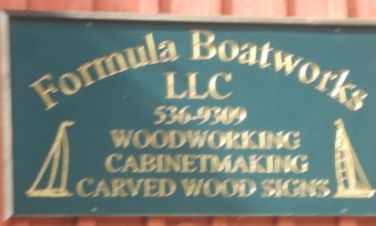 Formula Boatworks
LLC
536-9309
WOODWORKING
CABINETMAKING
CARVED WOOD SIGNS